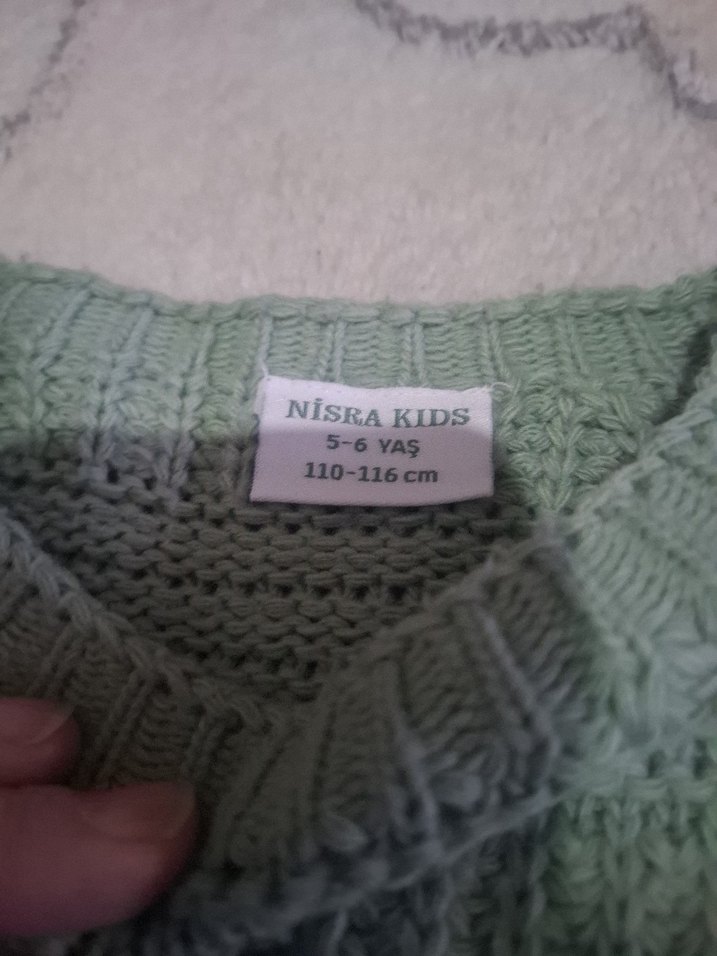 NİSRA KIDS
5-6 YAŞ
110-116 cm